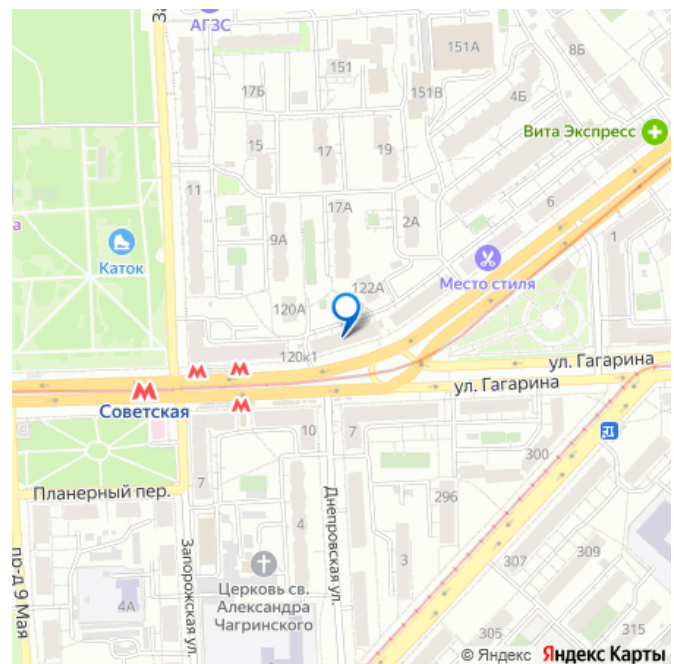 За
АГЗС
151
151А
8Б
17Б
151В
4Б
Вита Экспресс
15
17
19
11
17А
2А
6
1
а
Каток
9А
Место стиля
122А
120А
120к1
ул. Гагарина
ул. Гагарина
Советская
10
7
300
7
296
Планерный пер.
Днепровская ул.
Запорожская ул.
пр-д 9 Мая
4
3
307
309
Церковь св.
Александра
Чагринского
4А
305
315
© Яндекс Яндекс Карты